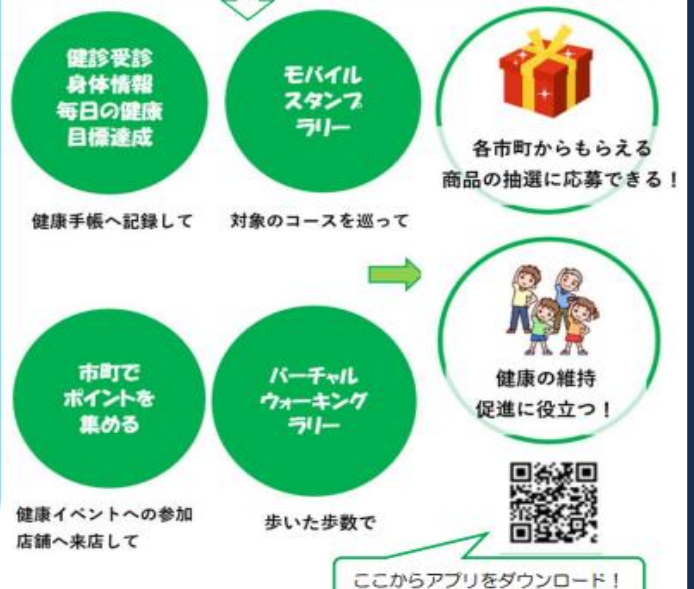 健診受診
身体情報
毎日の健康
目標達成
健康手帳へ記録して
モバイル
スタンプ
ラリー
対象のコースを巡って
各市町からもらえる
商品の抽選に応募できる！
市町で
ポイントを
集める
健康イベントへの参加
店舗へ来店して
バーチャル
ウォーキング
ラリー
歩いた歩数で
健康の維持
促進に役立つ！
ここからアプリをダウンロード！